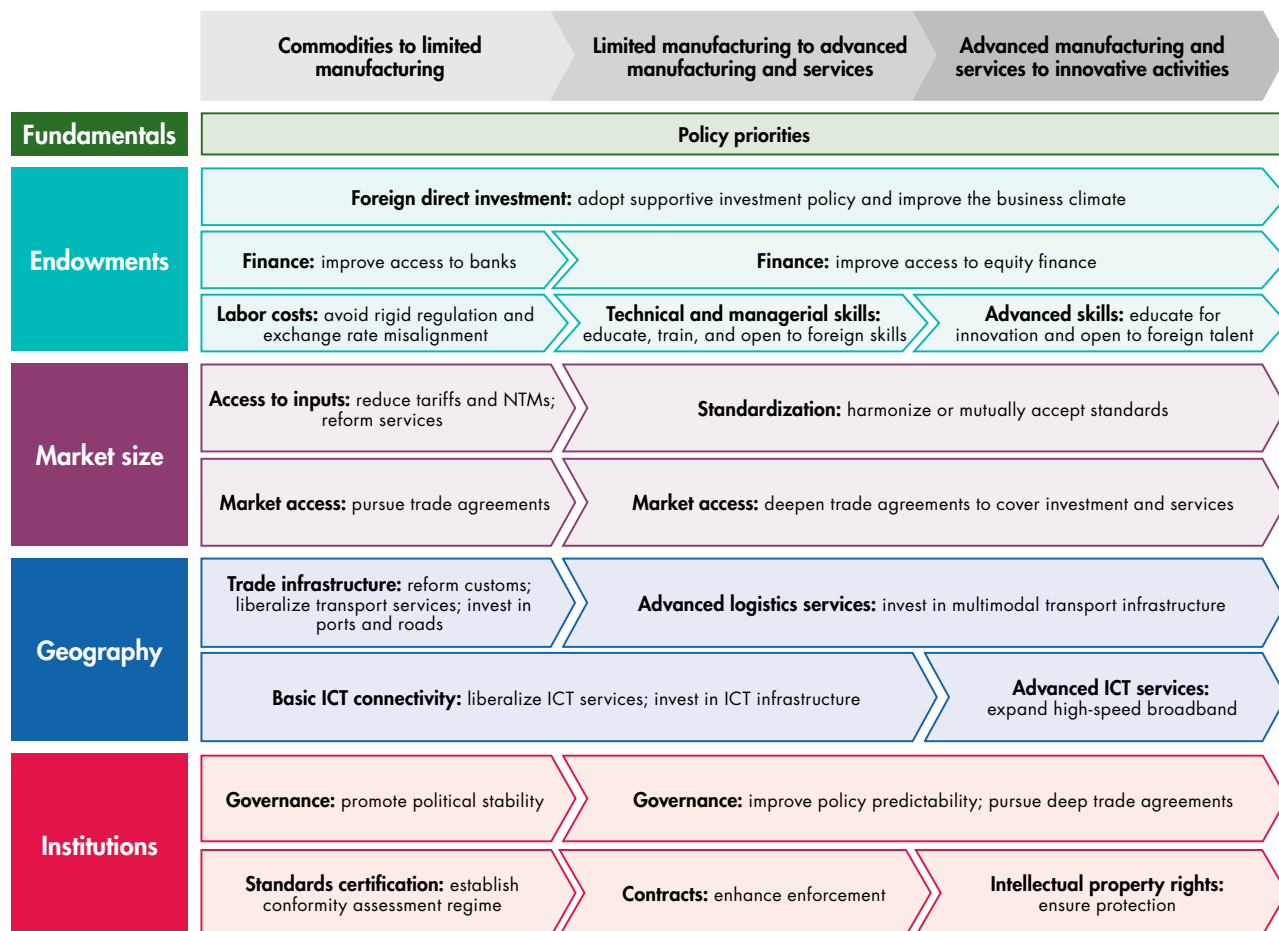 Commodities to limited
manufacturing
Limited manufacturing to advanced
manufacturing and services
Advanced manufacturing and
services to innovative activities
Fundamentals
Policy priorities
Endowments
Foreign direct investment: adopt supportive investment policy and improve the business climate
Finance: improve access to banks
Finance: improve access to equity finance
Labor costs: avoid rigid regulation and
exchange rate misalignment
Technical and managerial skills:
educate, train, and open to foreign skills
Advanced skills: educate for
innovation and open to foreign talent
Market size
Access to inputs: reduce tariffs and NTMs;
reform services
Standardization: harmonize or mutually accept standards
Market access: pursue trade agreements
Market access: deepen trade agreements to cover investment and services
Geography
Trade infrastructure: reform customs;
liberalize transport services; invest in
ports and roads
Advanced logistics services: invest in multimodal transport infrastructure
Basic ICT connectivity: liberalize ICT services; invest in ICT infrastructure
Advanced ICT services:
expand high-speed broadband
Institutions
Governance: promote political stability
Governance: improve policy predictability; pursue deep trade agreements
Standards certification: establish
conformity assessment regime
Contracts: enhance enforcement
Intellectual property rights:
ensure protection